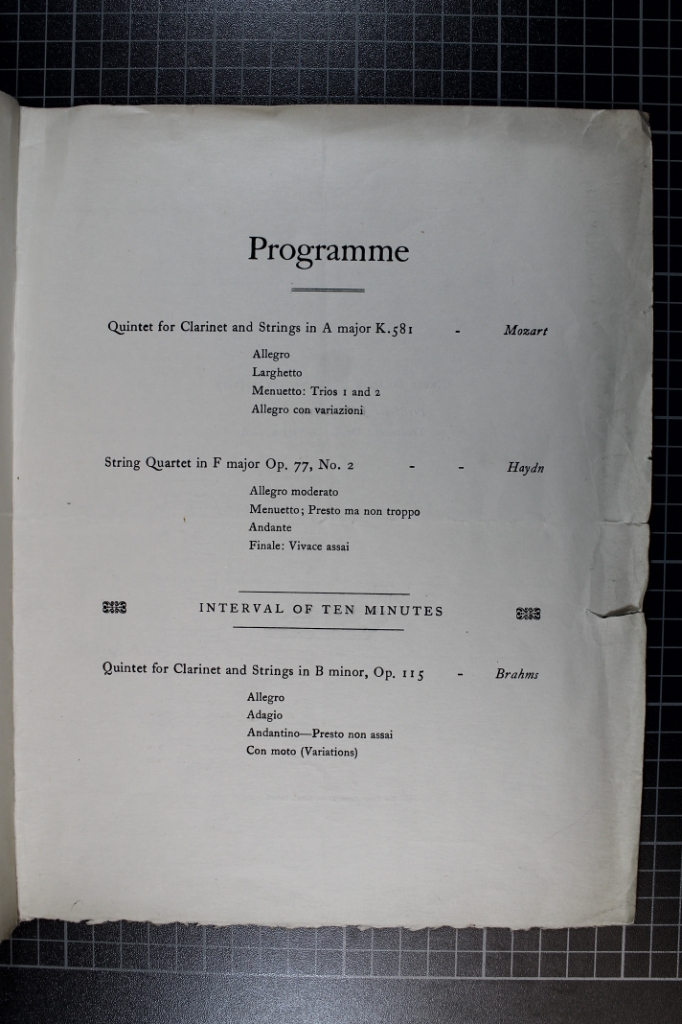 Programme
Quintet for Clarinet and Strings in A major K.581 - Mozart
Allegro
Larghetto
Menuetto: Trios 1 and 2
Allegro con variazioni
String Quartet in F major Op. 77, No. 2 - - Haydn
Allegro moderato
Menuetto; Presto ma non troppo
Andante
Finale: Vivace assai
INTERVAL OF TEN MINUTES
Quintet for Clarinet and Strings in B minor, Op. 115 - Brahms
Allegro
Adagio
Andantino—Presto non assai
Con moto (Variations)